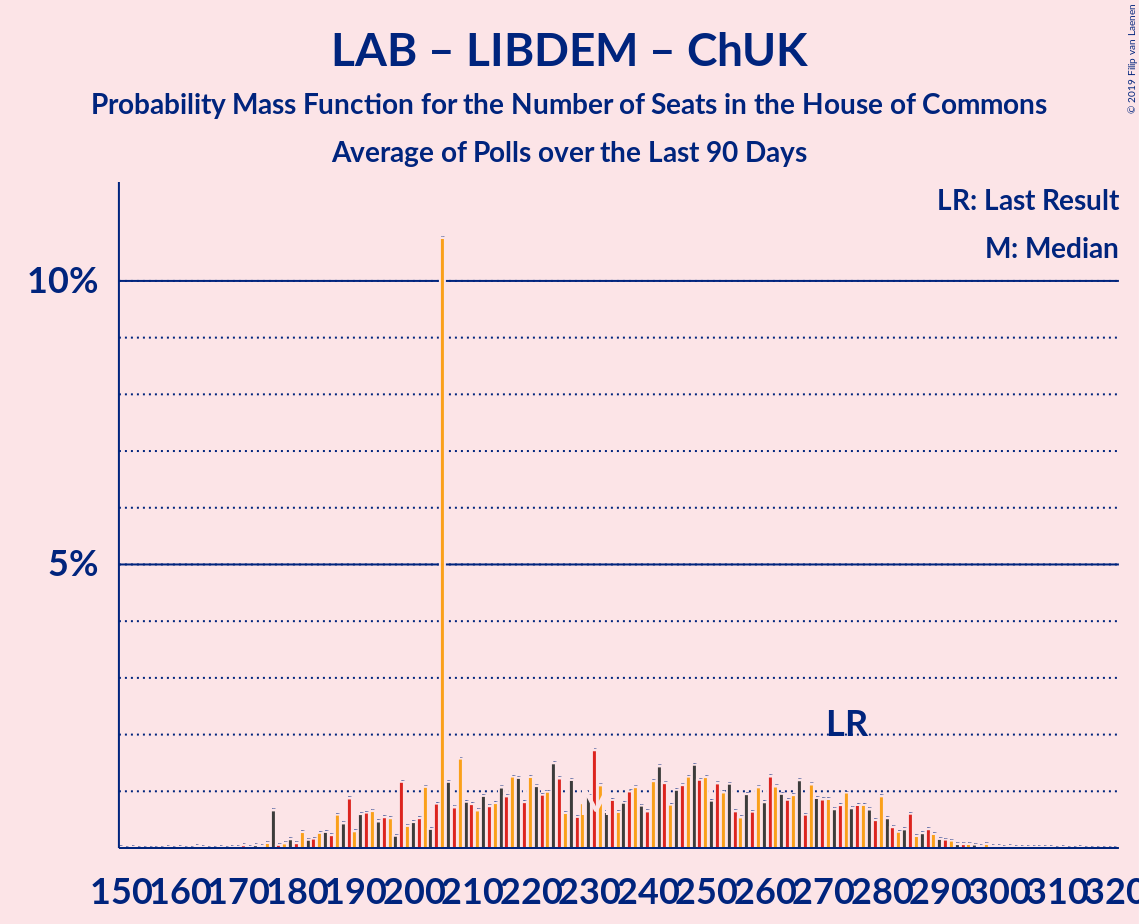 LAB – LIBDEM – ChUK
Probability Mass Function for the Number of Seats in the House of Commons
Average of Polls over the Last 90 Days
© 2019 Filip van Laenen
LR: Last Result
M: Median
10%
5%
LR
M
150 160 170 180 190 200 210 220 230 240 250 260 270 280 290 300 310 320